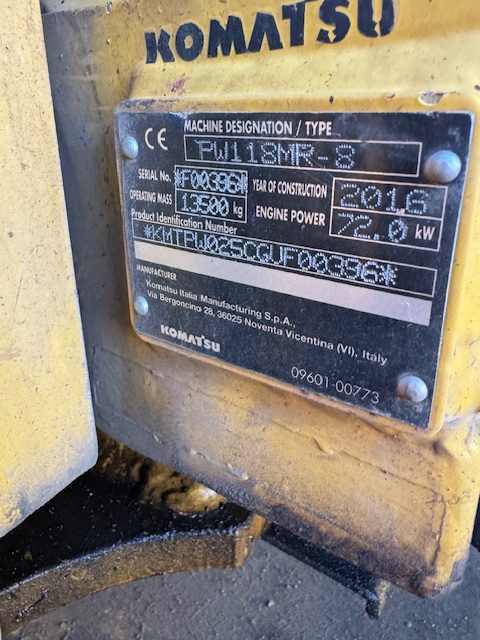 KOMATSU
CE MACHINE DESIGNATION / TYPE
PW118MR-8
SERIAL No. *F00396* YEAR OF CONSTRUCTION 2016
OPERATING MASS 13500 kg ENGINE POWER 72.0 kW
Product Identification Number
*KMTPW025CGVF00396*
MANUFACTURER
Komatsu Italia Manufacturing S.p.A.,
Via Bergoncino 28, 36025 Noventa Vicentina (VI), Italy
KOMATSU
09601-00773